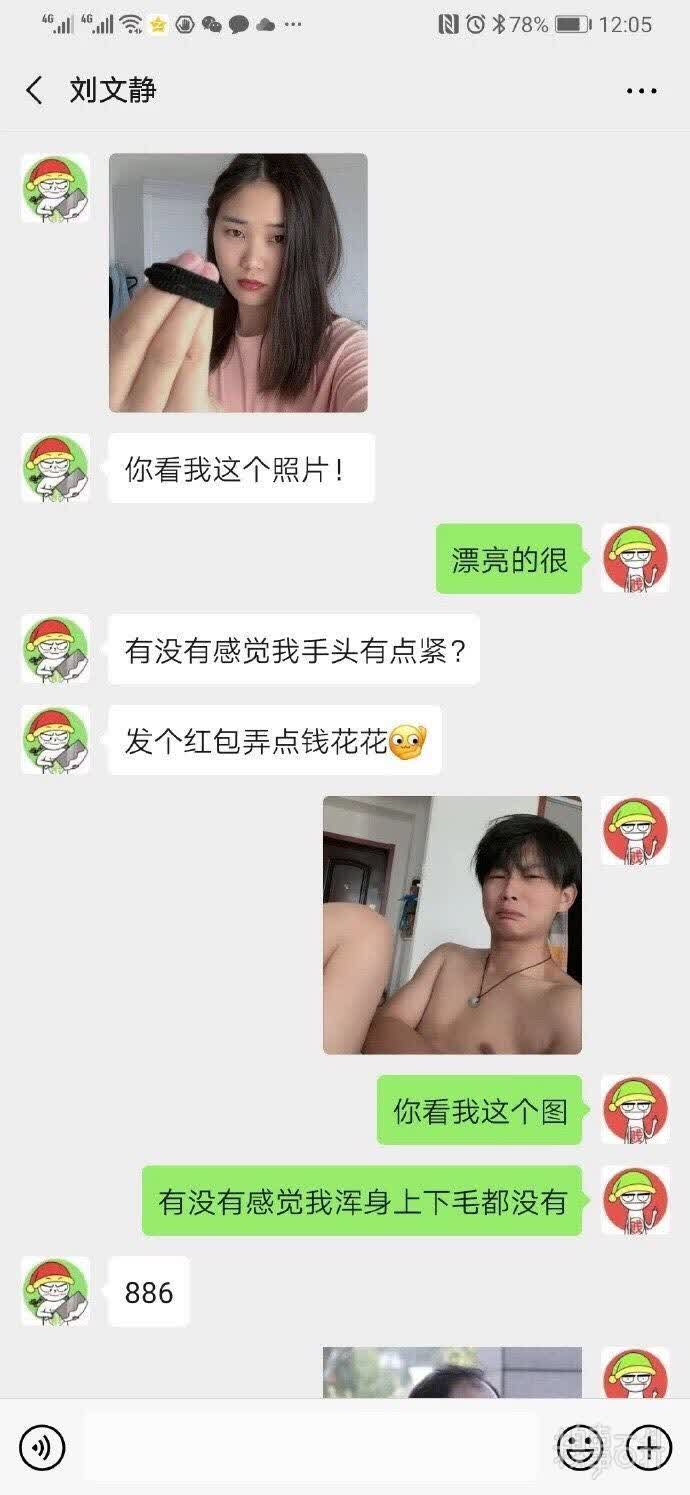 4G 4G 78% 12:05
刘文静
你看我这个照片！
漂亮的很
有没有感觉我手头有点紧？
发个红包弄点钱花花
你看我这个图
有没有感觉我浑身上下毛都没有
886